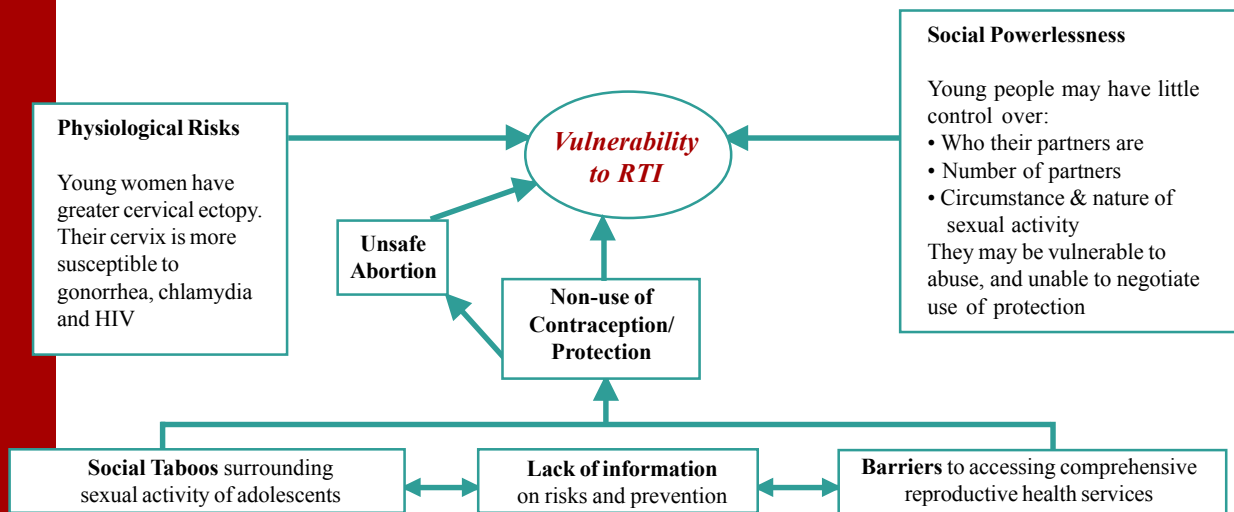 Physiological Risks
Young women have
greater cervical ectopy.
Their cervix is more
susceptible to
gonorrhea, chlamydia
and HIV
Vulnerability
to RTI
Social Powerlessness
Young people may have little
control over:
• Who their partners are
• Number of partners
• Circumstance & nature of
sexual activity
They may be vulnerable to
abuse, and unable to negotiate
use of protection
Unsafe
Abortion
Non-use of
Contraception/
Protection
Social Taboos surrounding
sexual activity of adolescents
Lack of information
on risks and prevention
Barriers to accessing comprehensive
reproductive health services